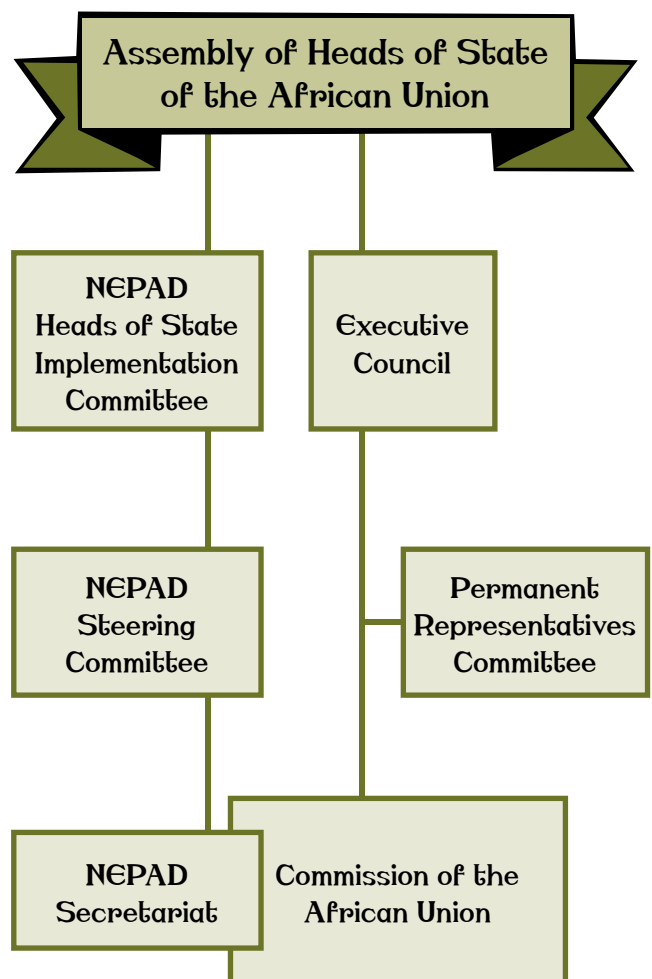 Assembly of Heads of State
of the African Union
NEPAD
Heads of State
Implementation
Committee
Executive
Council
NEPAD
Steering
Committee
Permanent
Representatives
Committee
NEPAD
Secretariat
Commission of the
African Union